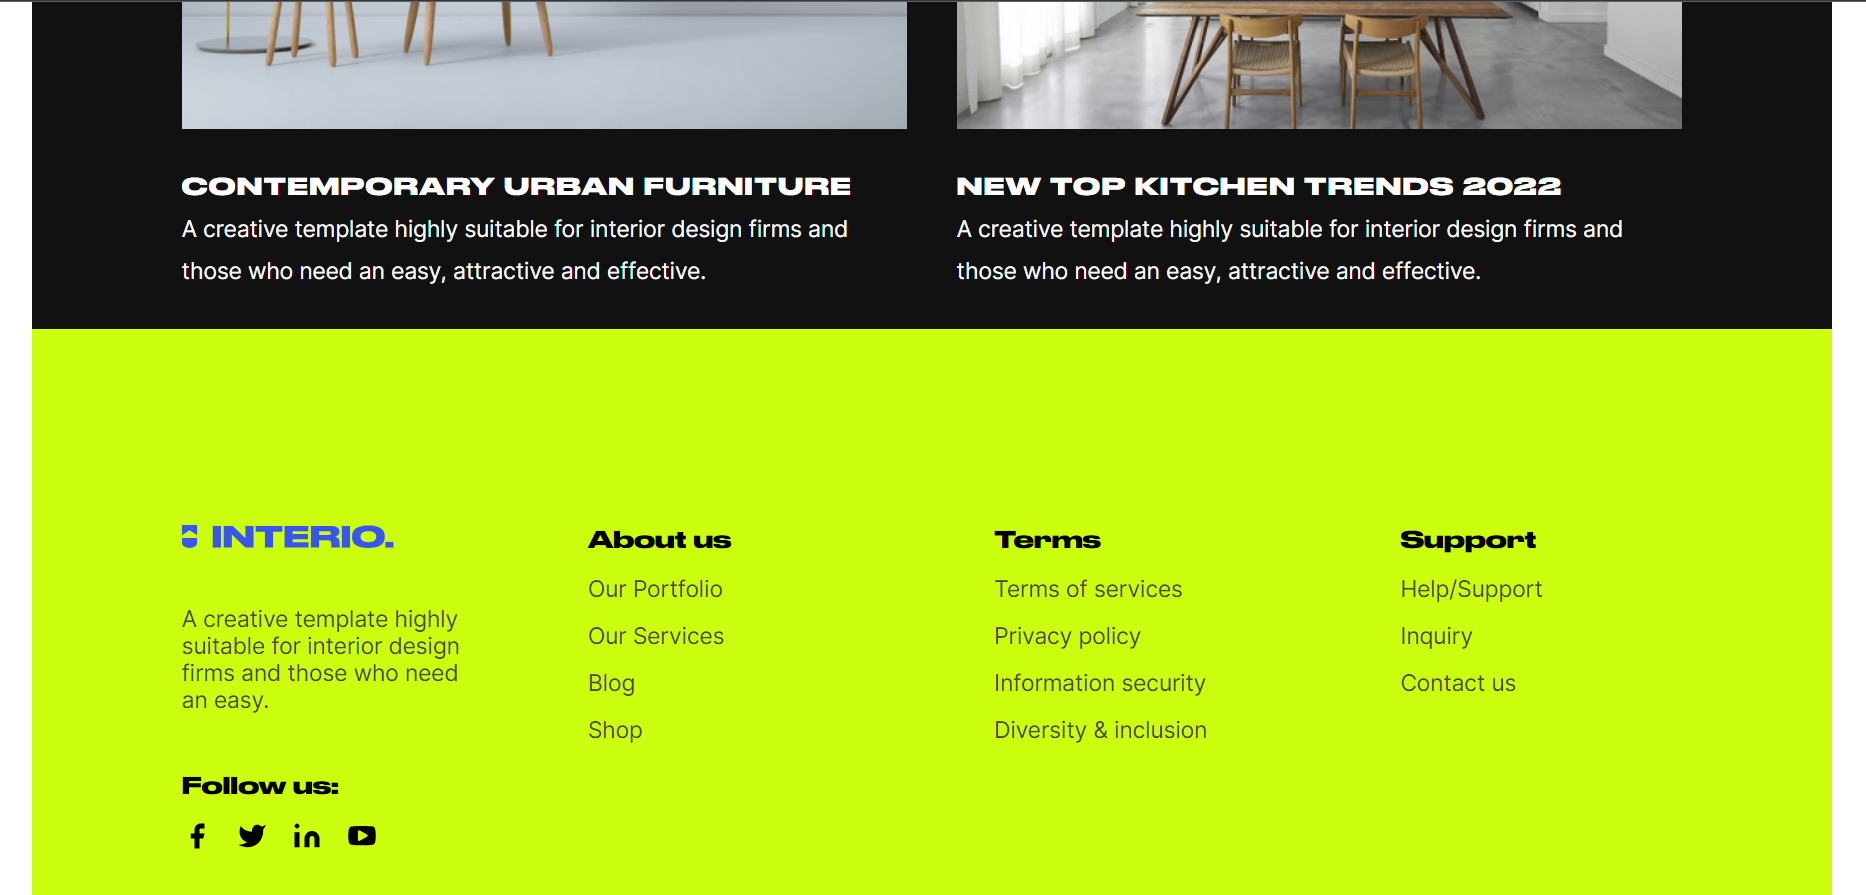 CONTEMPORARY URBAN FURNITURE
A creative template highly suitable for interior design firms and
those who need an easy, attractive and effective.
NEW TOP KITCHEN TRENDS 2022
A creative template highly suitable for interior design firms and
those who need an easy, attractive and effective.
INTERIO.
A creative template highly
suitable for interior design
firms and those who need
an easy.
Follow us:
About us
Our Portfolio
Our Services
Blog
Shop
Terms
Terms of services
Privacy policy
Information security
Diversity & inclusion
Support
Help/Support
Inquiry
Contact us